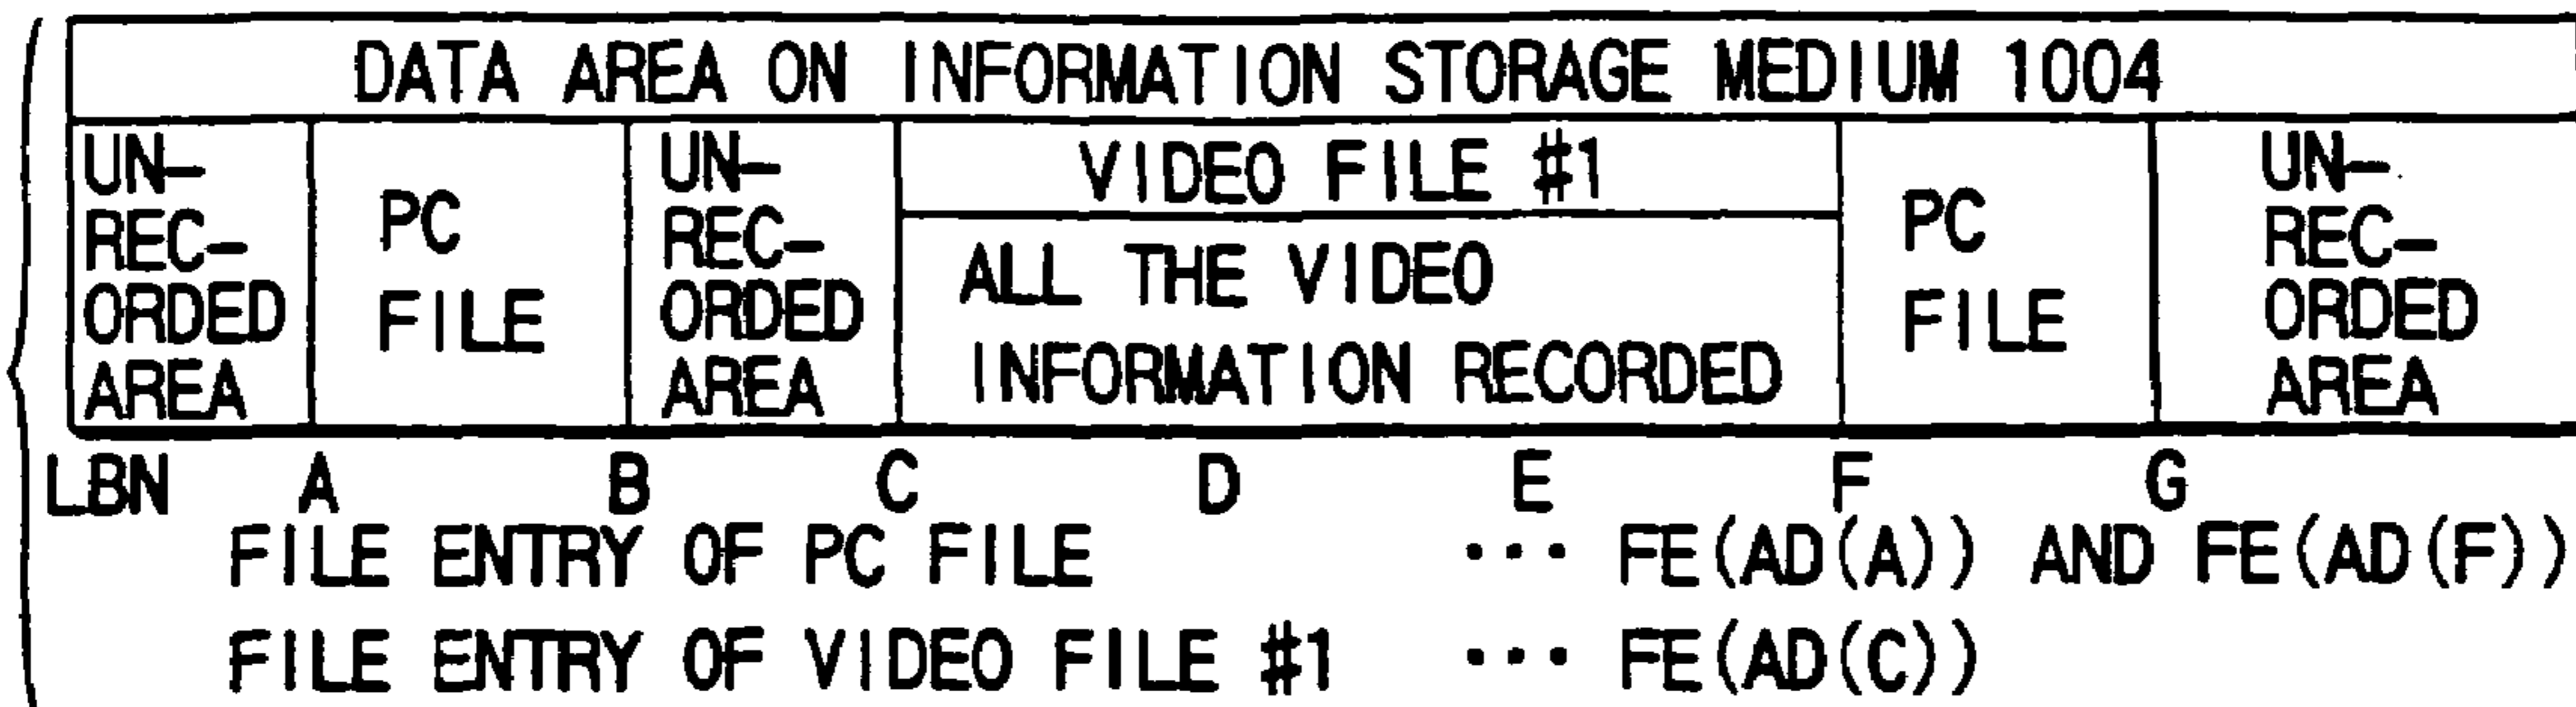 DATA AREA ON INFORMATION STORAGE MEDIUM 1004
UN-
REC-
ORDED
AREA
PC
FILE
UN-
REC-
ORDED
AREA
VIDEO FILE #1
ALL THE VIDEO
INFORMATION RECORDED
PC
FILE
UN-
REC-
ORDED
AREA
LBN A B C D E F G
FILE ENTRY OF PC FILE ··· FE(AD(A)) AND FE(AD(F))
FILE ENTRY OF VIDEO FILE #1 ··· FE(AD(C))